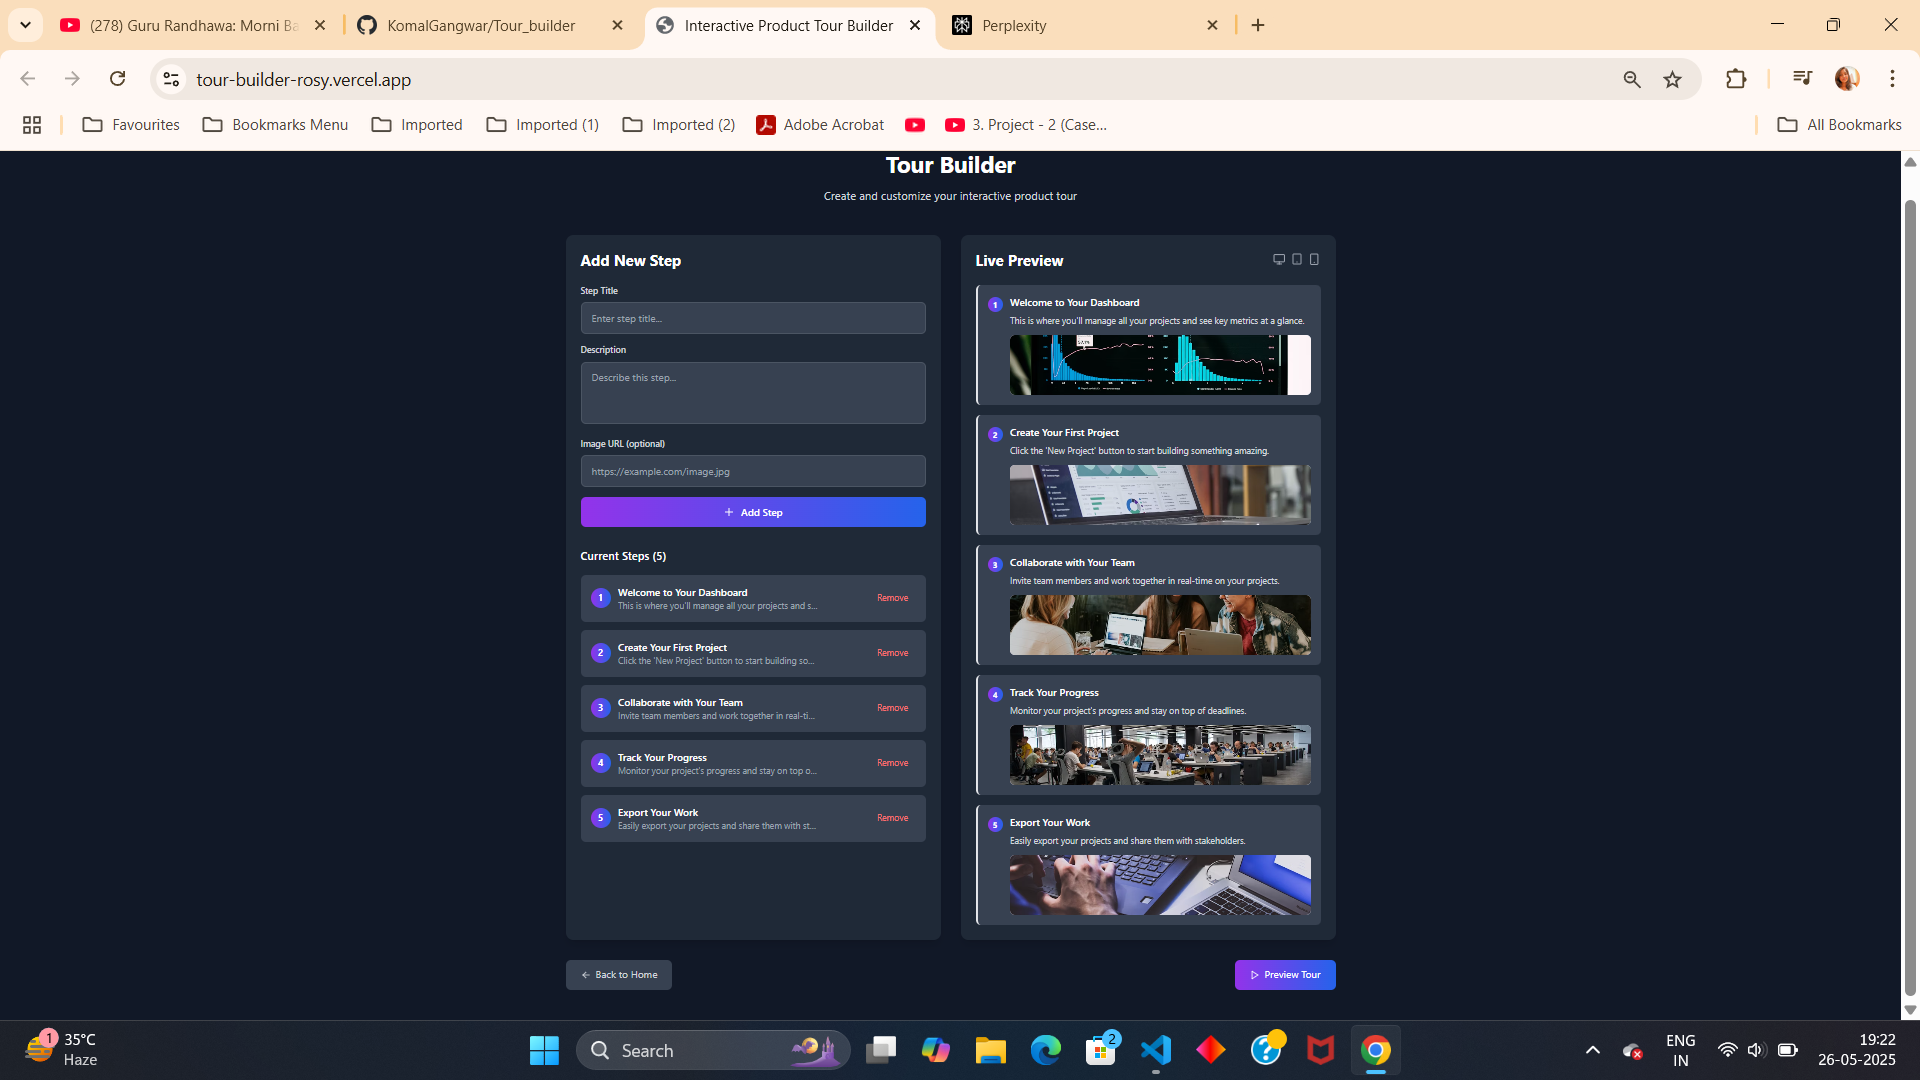 (278) Guru Randhawa: Morni Ba
KomalGangwar/Tour_builder
Interactive Product Tour Builder
Perplexity
tour-builder-rosy.vercel.app
Favourites
Bookmarks Menu
Imported
Imported (1)
Imported (2)
Adobe Acrobat
3. Project - 2 (Case...
All Bookmarks
Tour Builder
Create and customize your interactive product tour
Add New Step
Step Title
Enter step title...
Description
Describe this step...
Image URL (optional)
https://example.com/image.jpg
Add Step
Current Steps (5)
1
Welcome to Your Dashboard
This is where you'll manage all your projects and s...
Remove
2
Create Your First Project
Click the 'New Project' button to start building so...
Remove
3
Collaborate with Your Team
Invite team members and work together in real-ti...
Remove
4
Track Your Progress
Monitor your project's progress and stay on top o...
Remove
5
Export Your Work
Easily export your projects and share them with st...
Remove
Live Preview
1
Welcome to Your Dashboard
This is where you'll manage all your projects and see key metrics at a glance.
2
Create Your First Project
Click the 'New Project' button to start building something amazing.
3
Collaborate with Your Team
Invite team members and work together in real-time on your projects.
4
Track Your Progress
Monitor your project's progress and stay on top of deadlines.
5
Export Your Work
Easily export your projects and share them with stakeholders.
Back to Home
Preview Tour
1
35°C
Haze
Search
2
ENG
IN
19:22
26-05-2025